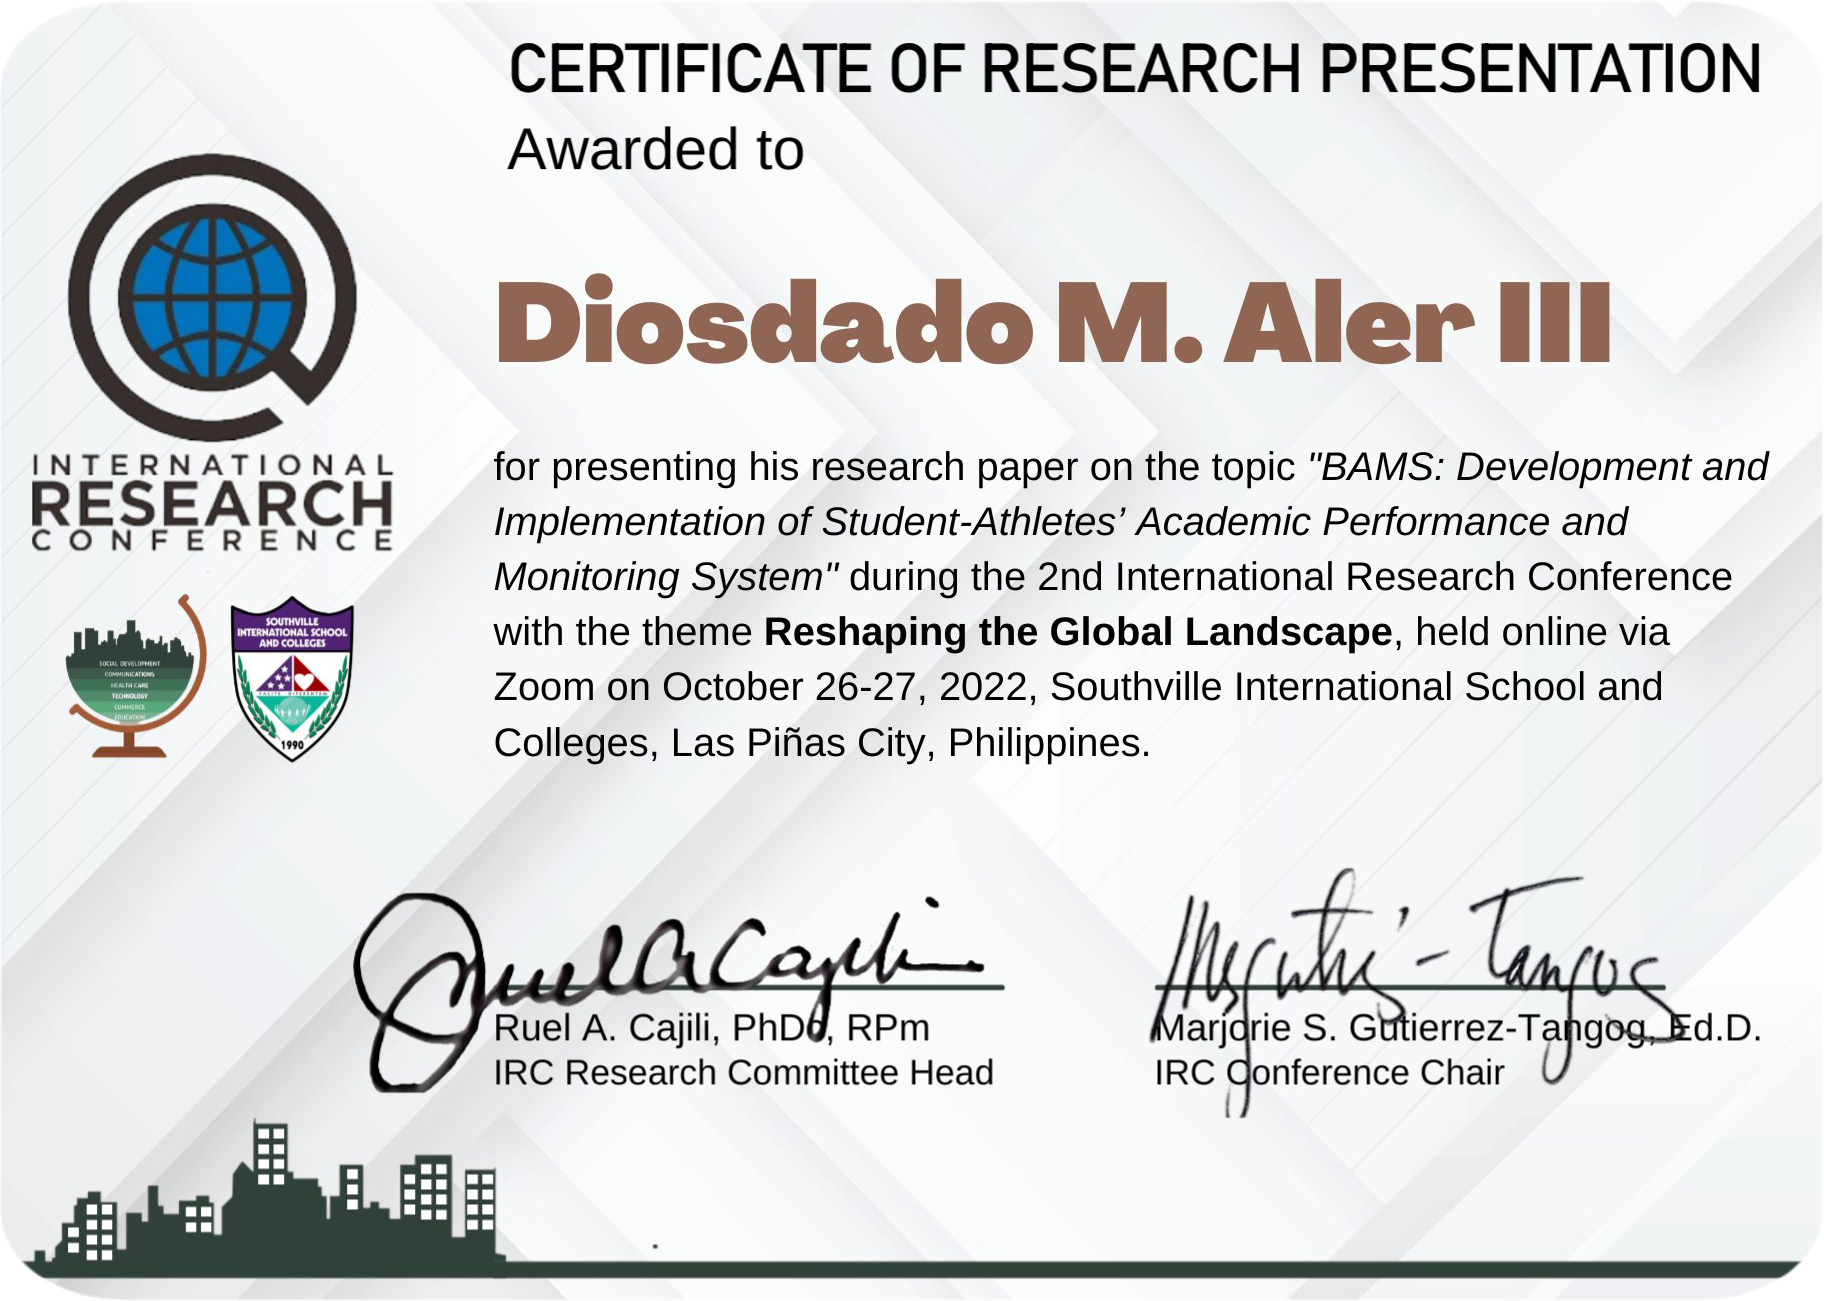 CERTIFICATE OF RESEARCH PRESENTATION
Awarded to
Diosdado M. Aler III
for presenting his research paper on the topic "BAMS: Development and
Implementation of Student-Athletes’ Academic Performance and
Monitoring System" during the 2nd International Research Conference
with the theme Reshaping the Global Landscape, held online via
Zoom on October 26-27, 2022, Southville International School and
Colleges, Las Piñas City, Philippines.
INTERNATIONAL
RESEARCH
CONFERENCE
SOCIAL DEVELOPMENT
COMMUNICATIONS
HEALTH CARE
TECHNOLOGY
COMMERCE
EDUCATION
SOUTHVILLE
INTERNATIONAL SCHOOL
AND COLLEGES
1990
Ruel A Cajili
Ruel A. Cajili, PhDc, RPm
IRC Research Committee Head
Marjorie S. Gutierrez-Tangog, Ed.D.
IRC Conference Chair